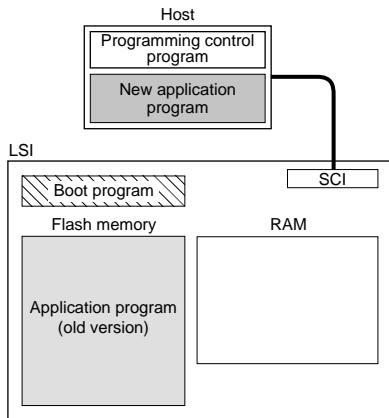 Host
Programming control
program
New application
program
LSI
SCI
Boot program
Flash memory
RAM
Application program
(old version)